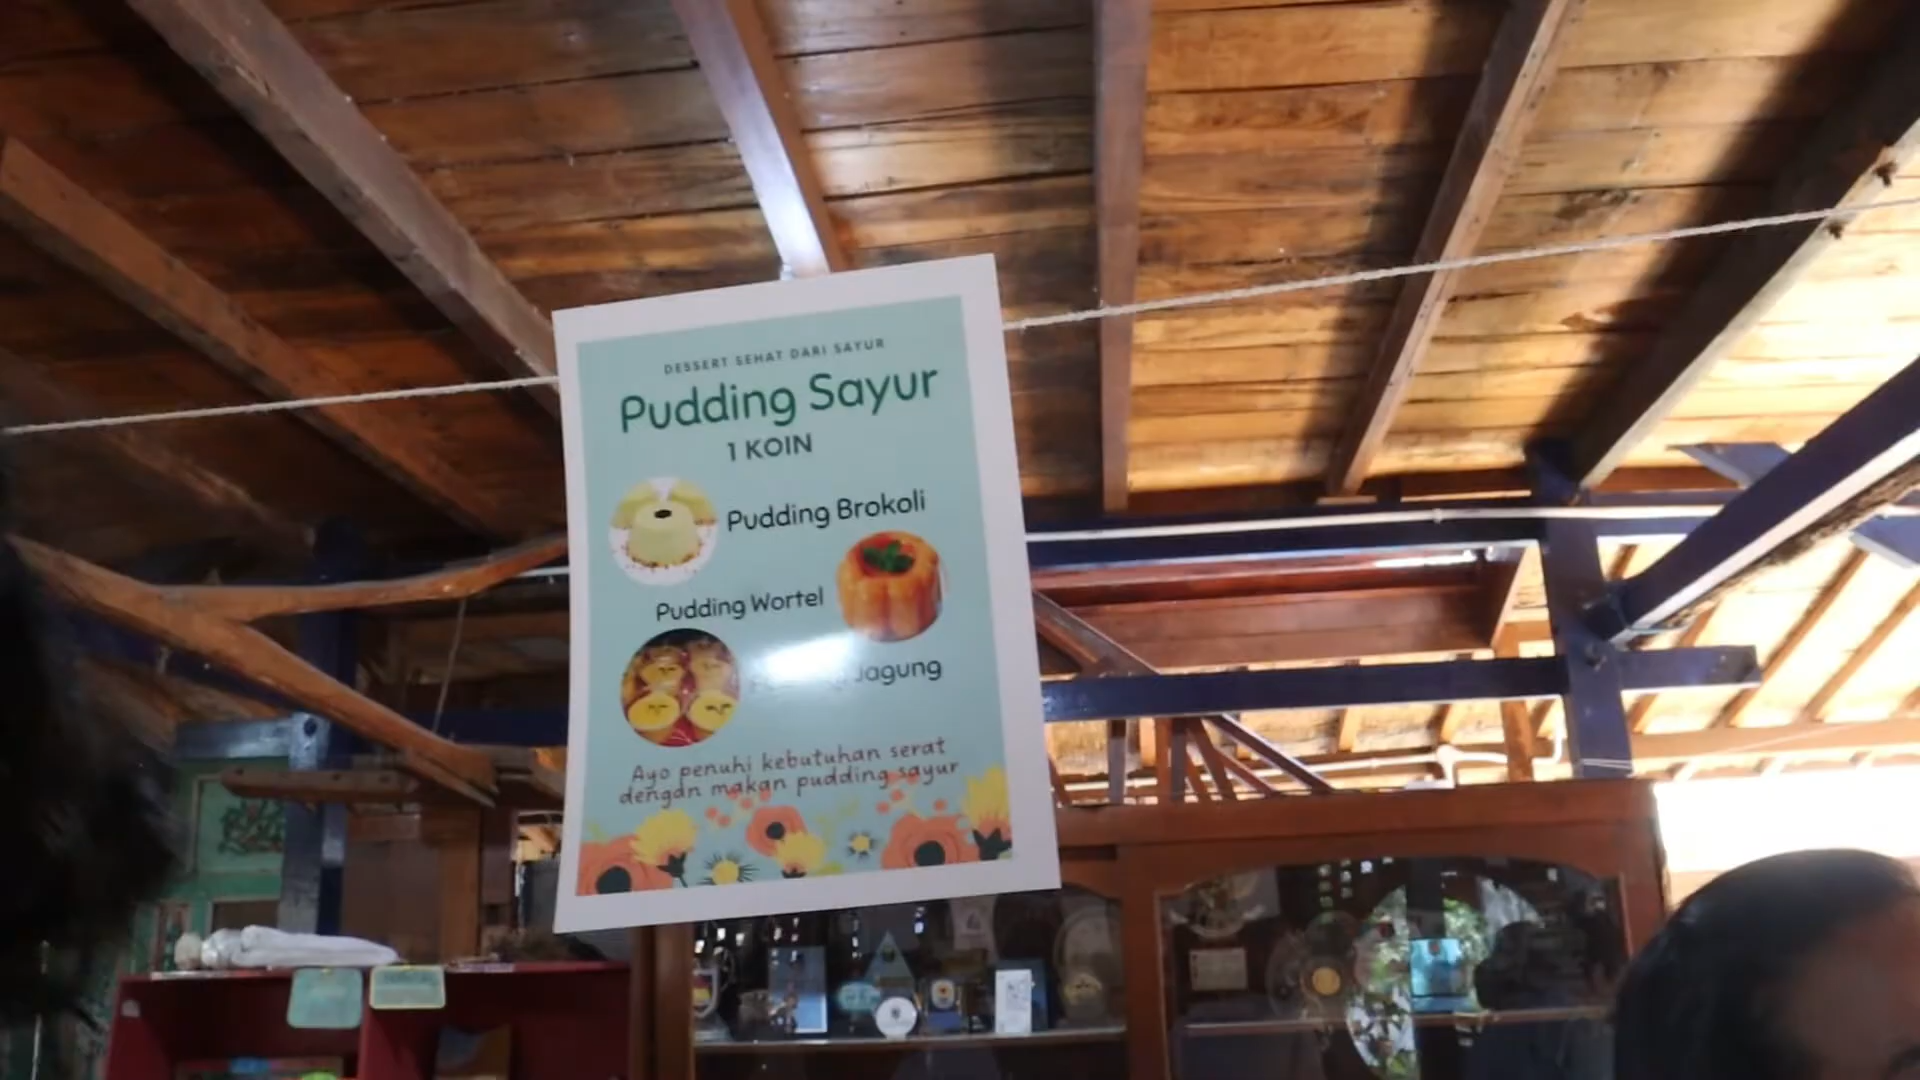 DESSERT SEHAT DARI SAYUR
Pudding Sayur
1 KOIN
Pudding Brokoli
Pudding Wortel
Jagung
Ayo penuhi kebutuhan serat
dengan makan pudding sayur